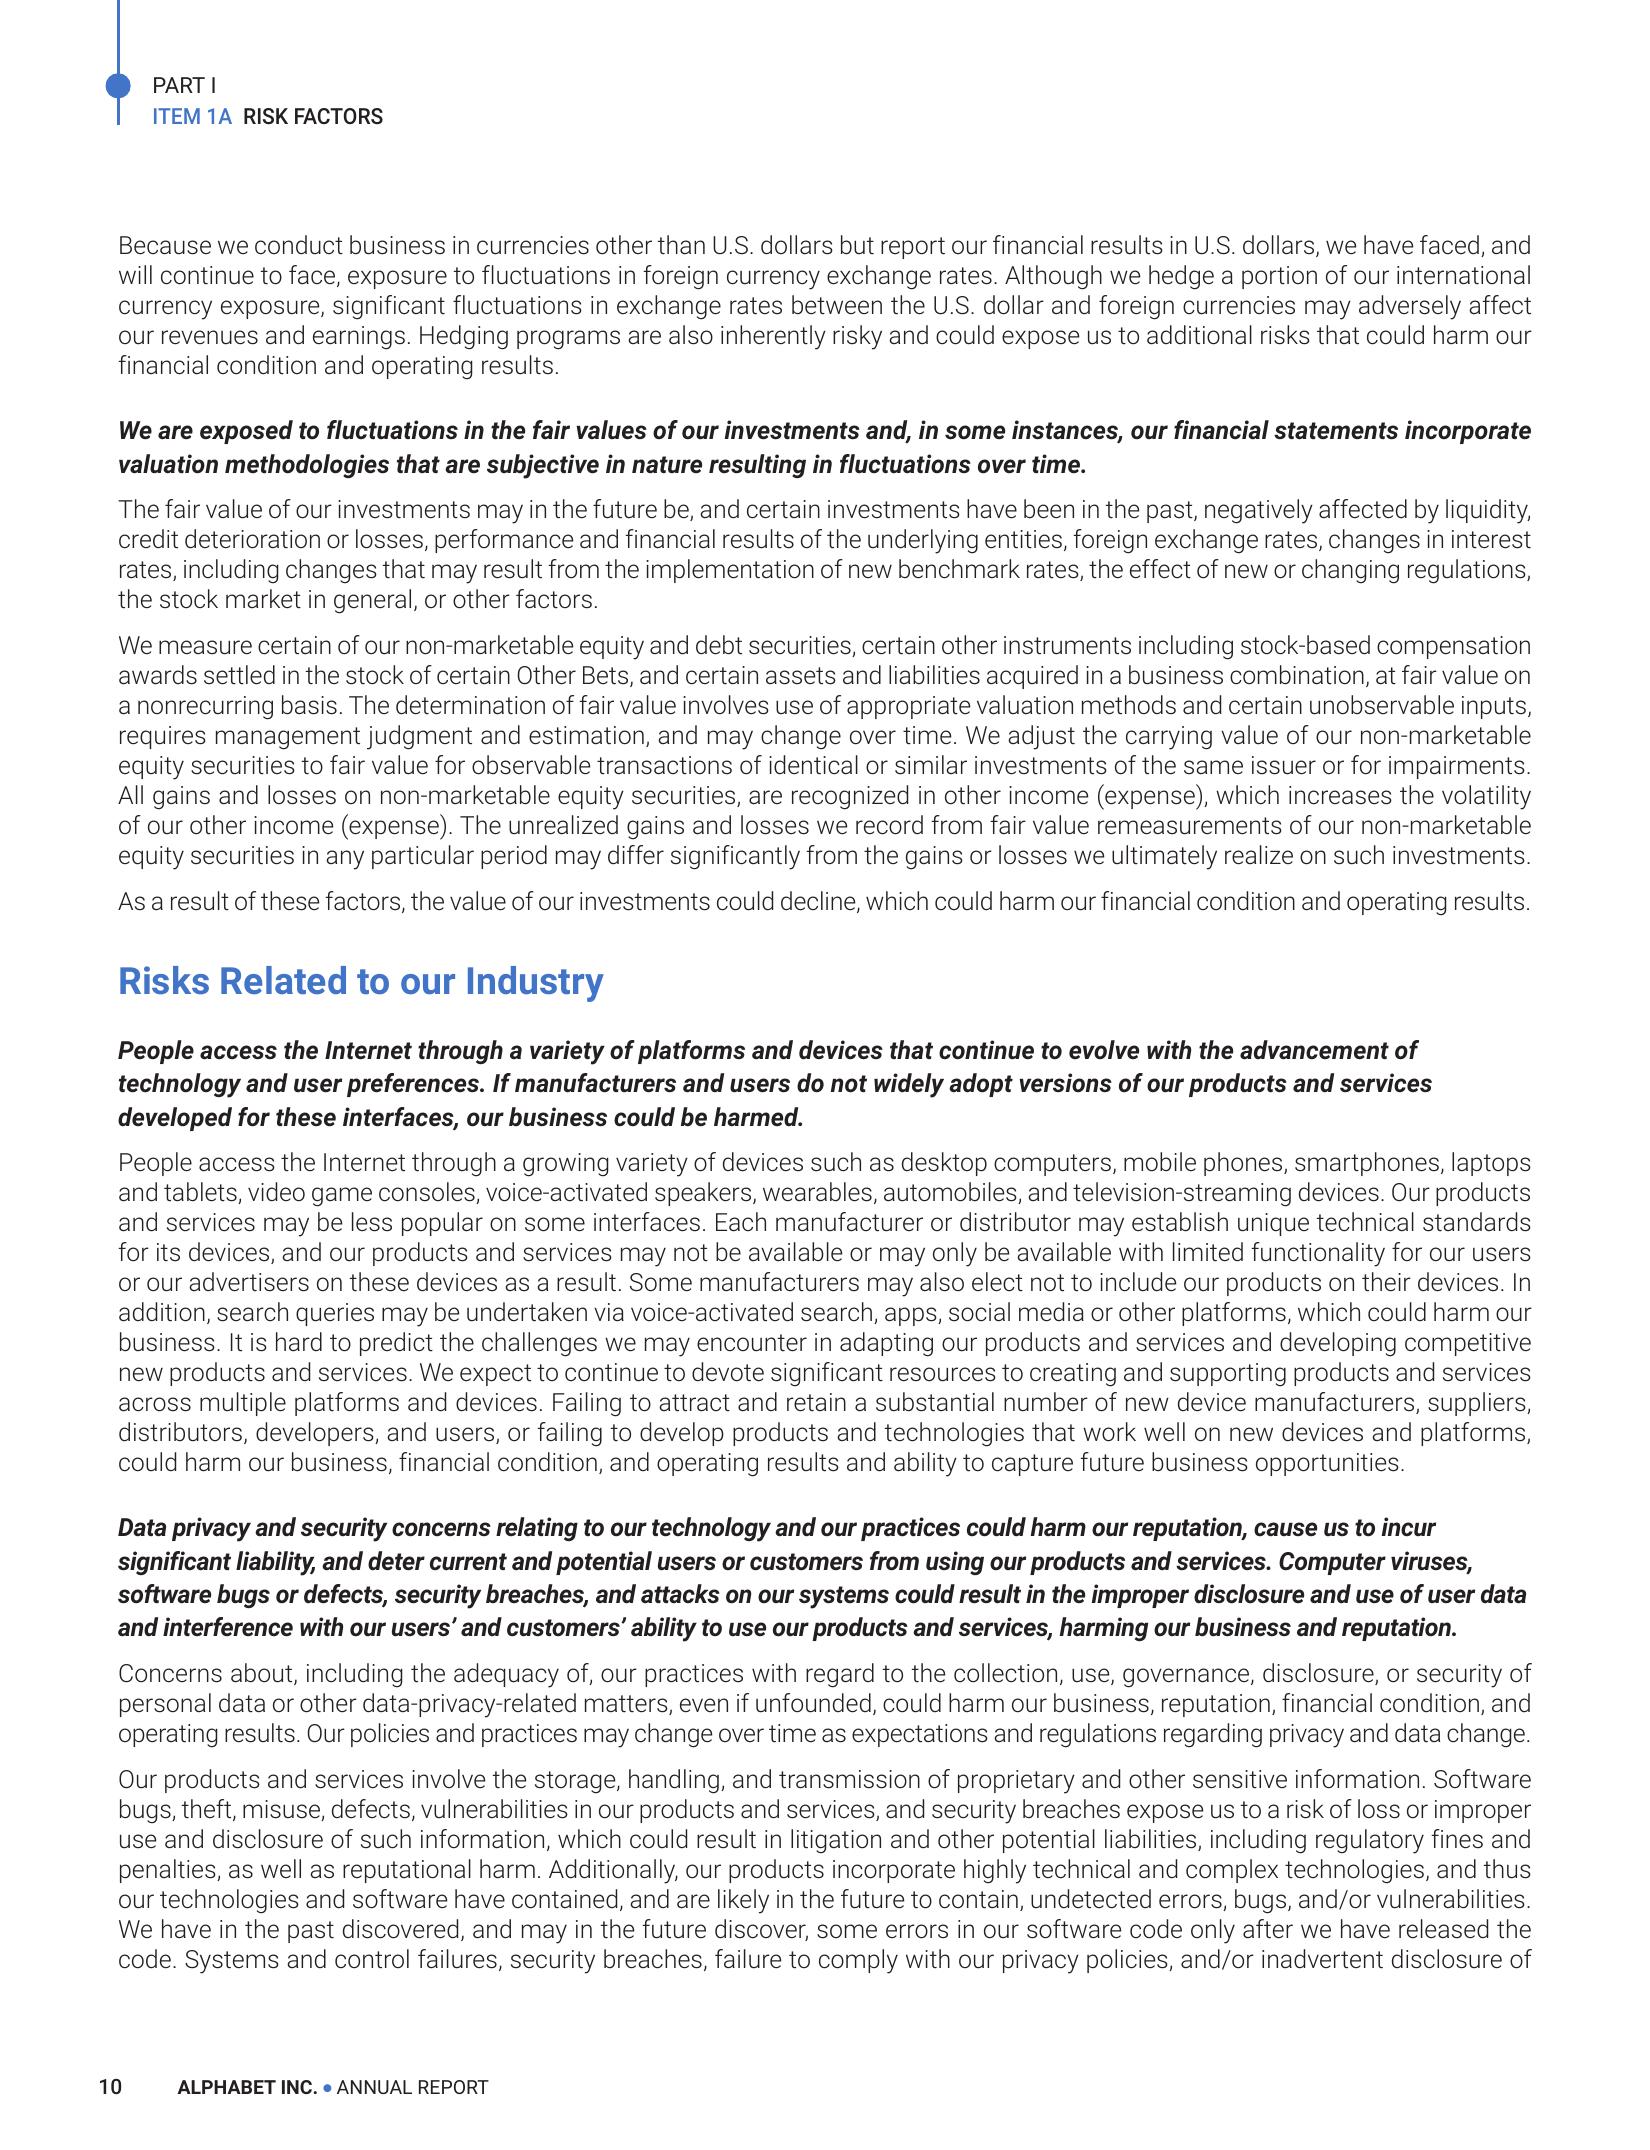 PART I
ITEM 1A RISK FACTORS
Because we conduct business in currencies other than U.S. dollars but report our financial results in U.S. dollars, we have faced, and
will continue to face, exposure to fluctuations in foreign currency exchange rates. Although we hedge a portion of our international
currency exposure, significant fluctuations in exchange rates between the U.S. dollar and foreign currencies may adversely affect
our revenues and earnings. Hedging programs are also inherently risky and could expose us to additional risks that could harm our
financial condition and operating results.
We are exposed to fluctuations in the fair values of our investments and, in some instances, our financial statements incorporate
valuation methodologies that are subjective in nature resulting in fluctuations over time.
The fair value of our investments may in the future be, and certain investments have been in the past, negatively affected by liquidity,
credit deterioration or losses, performance and financial results of the underlying entities, foreign exchange rates, changes in interest
rates, including changes that may result from the implementation of new benchmark rates, the effect of new or changing regulations,
the stock market in general, or other factors.
We measure certain of our non-marketable equity and debt securities, certain other instruments including stock-based compensation
awards settled in the stock of certain Other Bets, and certain assets and liabilities acquired in a business combination, at fair value on
a nonrecurring basis. The determination of fair value involves use of appropriate valuation methods and certain unobservable inputs,
requires management judgment and estimation, and may change over time. We adjust the carrying value of our non-marketable
equity securities to fair value for observable transactions of identical or similar investments of the same issuer or for impairments.
All gains and losses on non-marketable equity securities, are recognized in other income (expense), which increases the volatility
of our other income (expense). The unrealized gains and losses we record from fair value remeasurements of our non-marketable
equity securities in any particular period may differ significantly from the gains or losses we ultimately realize on such investments.
As a result of these factors, the value of our investments could decline, which could harm our financial condition and operating results.
Risks Related to our Industry
People access the Internet through a variety of platforms and devices that continue to evolve with the advancement of
technology and user preferences. If manufacturers and users do not widely adopt versions of our products and services
developed for these interfaces, our business could be harmed.
People access the Internet through a growing variety of devices such as desktop computers, mobile phones, smartphones, laptops
and tablets, video game consoles, voice-activated speakers, wearables, automobiles, and television-streaming devices. Our products
and services may be less popular on some interfaces. Each manufacturer or distributor may establish unique technical standards
for its devices, and our products and services may not be available or may only be available with limited functionality for our users
or our advertisers on these devices as a result. Some manufacturers may also elect not to include our products on their devices. In
addition, search queries may be undertaken via voice-activated search, apps, social media or other platforms, which could harm our
business. It is hard to predict the challenges we may encounter in adapting our products and services and developing competitive
new products and services. We expect to continue to devote significant resources to creating and supporting products and services
across multiple platforms and devices. Failing to attract and retain a substantial number of new device manufacturers, suppliers,
distributors, developers, and users, or failing to develop products and technologies that work well on new devices and platforms,
could harm our business, financial condition, and operating results and ability to capture future business opportunities.
Data privacy and security concerns relating to our technology and our practices could harm our reputation, cause us to incur
significant liability, and deter current and potential users or customers from using our products and services. Computer viruses,
software bugs or defects, security breaches, and attacks on our systems could result in the improper disclosure and use of user data
and interference with our users’ and customers’ ability to use our products and services, harming our business and reputation.
Concerns about, including the adequacy of, our practices with regard to the collection, use, governance, disclosure, or security of
personal data or other data-privacy-related matters, even if unfounded, could harm our business, reputation, financial condition, and
operating results. Our policies and practices may change over time as expectations and regulations regarding privacy and data change.
Our products and services involve the storage, handling, and transmission of proprietary and other sensitive information. Software
bugs, theft, misuse, defects, vulnerabilities in our products and services, and security breaches expose us to a risk of loss or improper
use and disclosure of such information, which could result in litigation and other potential liabilities, including regulatory fines and
penalties, as well as reputational harm. Additionally, our products incorporate highly technical and complex technologies, and thus
our technologies and software have contained, and are likely in the future to contain, undetected errors, bugs, and/or vulnerabilities.
We have in the past discovered, and may in the future discover, some errors in our software code only after we have released the
code. Systems and control failures, security breaches, failure to comply with our privacy policies, and/or inadvertent disclosure of
10 ALPHABET INC. • ANNUAL REPORT